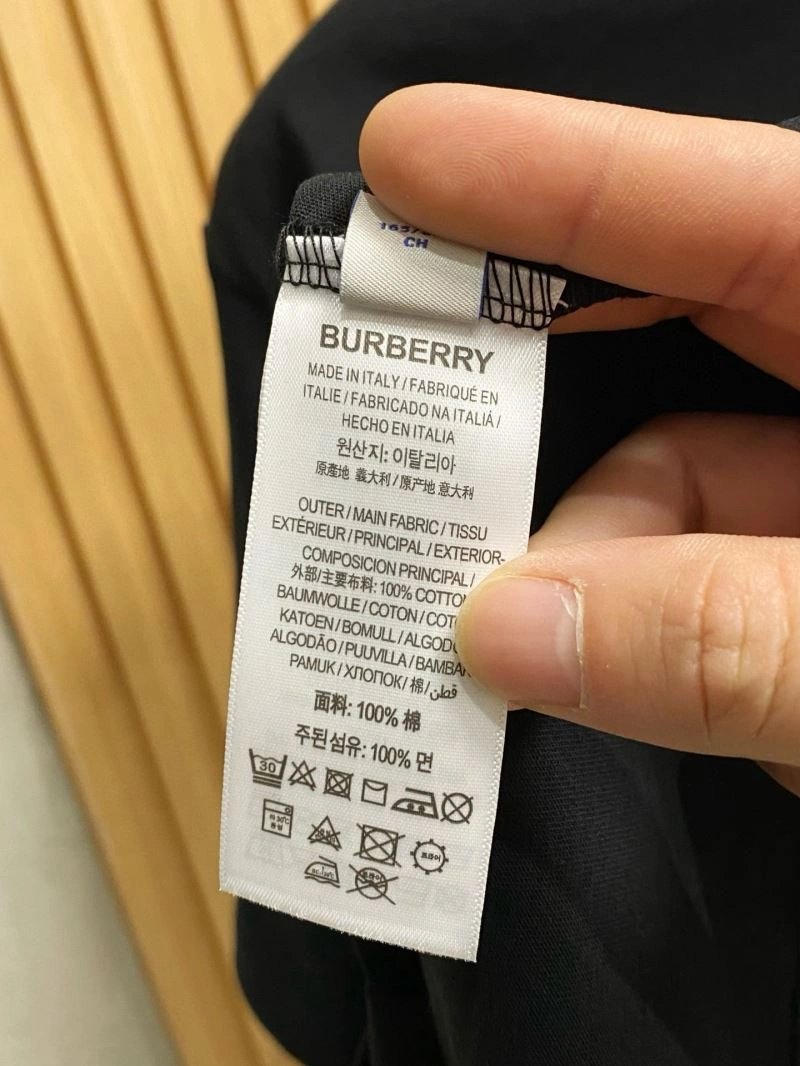 CH
BURBERRY
MADE IN ITALY / FABRIQUÉ EN
ITALIE / FABRICADO NA ITALIÁ /
HECHO EN ITALIA
원산지: 이탈리아
原產地 義大利 / 原产地 意大利
OUTER / MAIN FABRIC / TISSU
EXTÉRIEUR / PRINCIPAL / EXTERIOR-
COMPOSICION PRINCIPAL /
外部/主要布料: 100% COTTON
BAUMWOLLE / COTON /
KATOEN / BOMULL /
ALGODÃO / PUUVILLA /
PAMUK / ХЛОПОК / 棉 / قطن
面料: 100% 棉
주된섬유: 100% 면
30